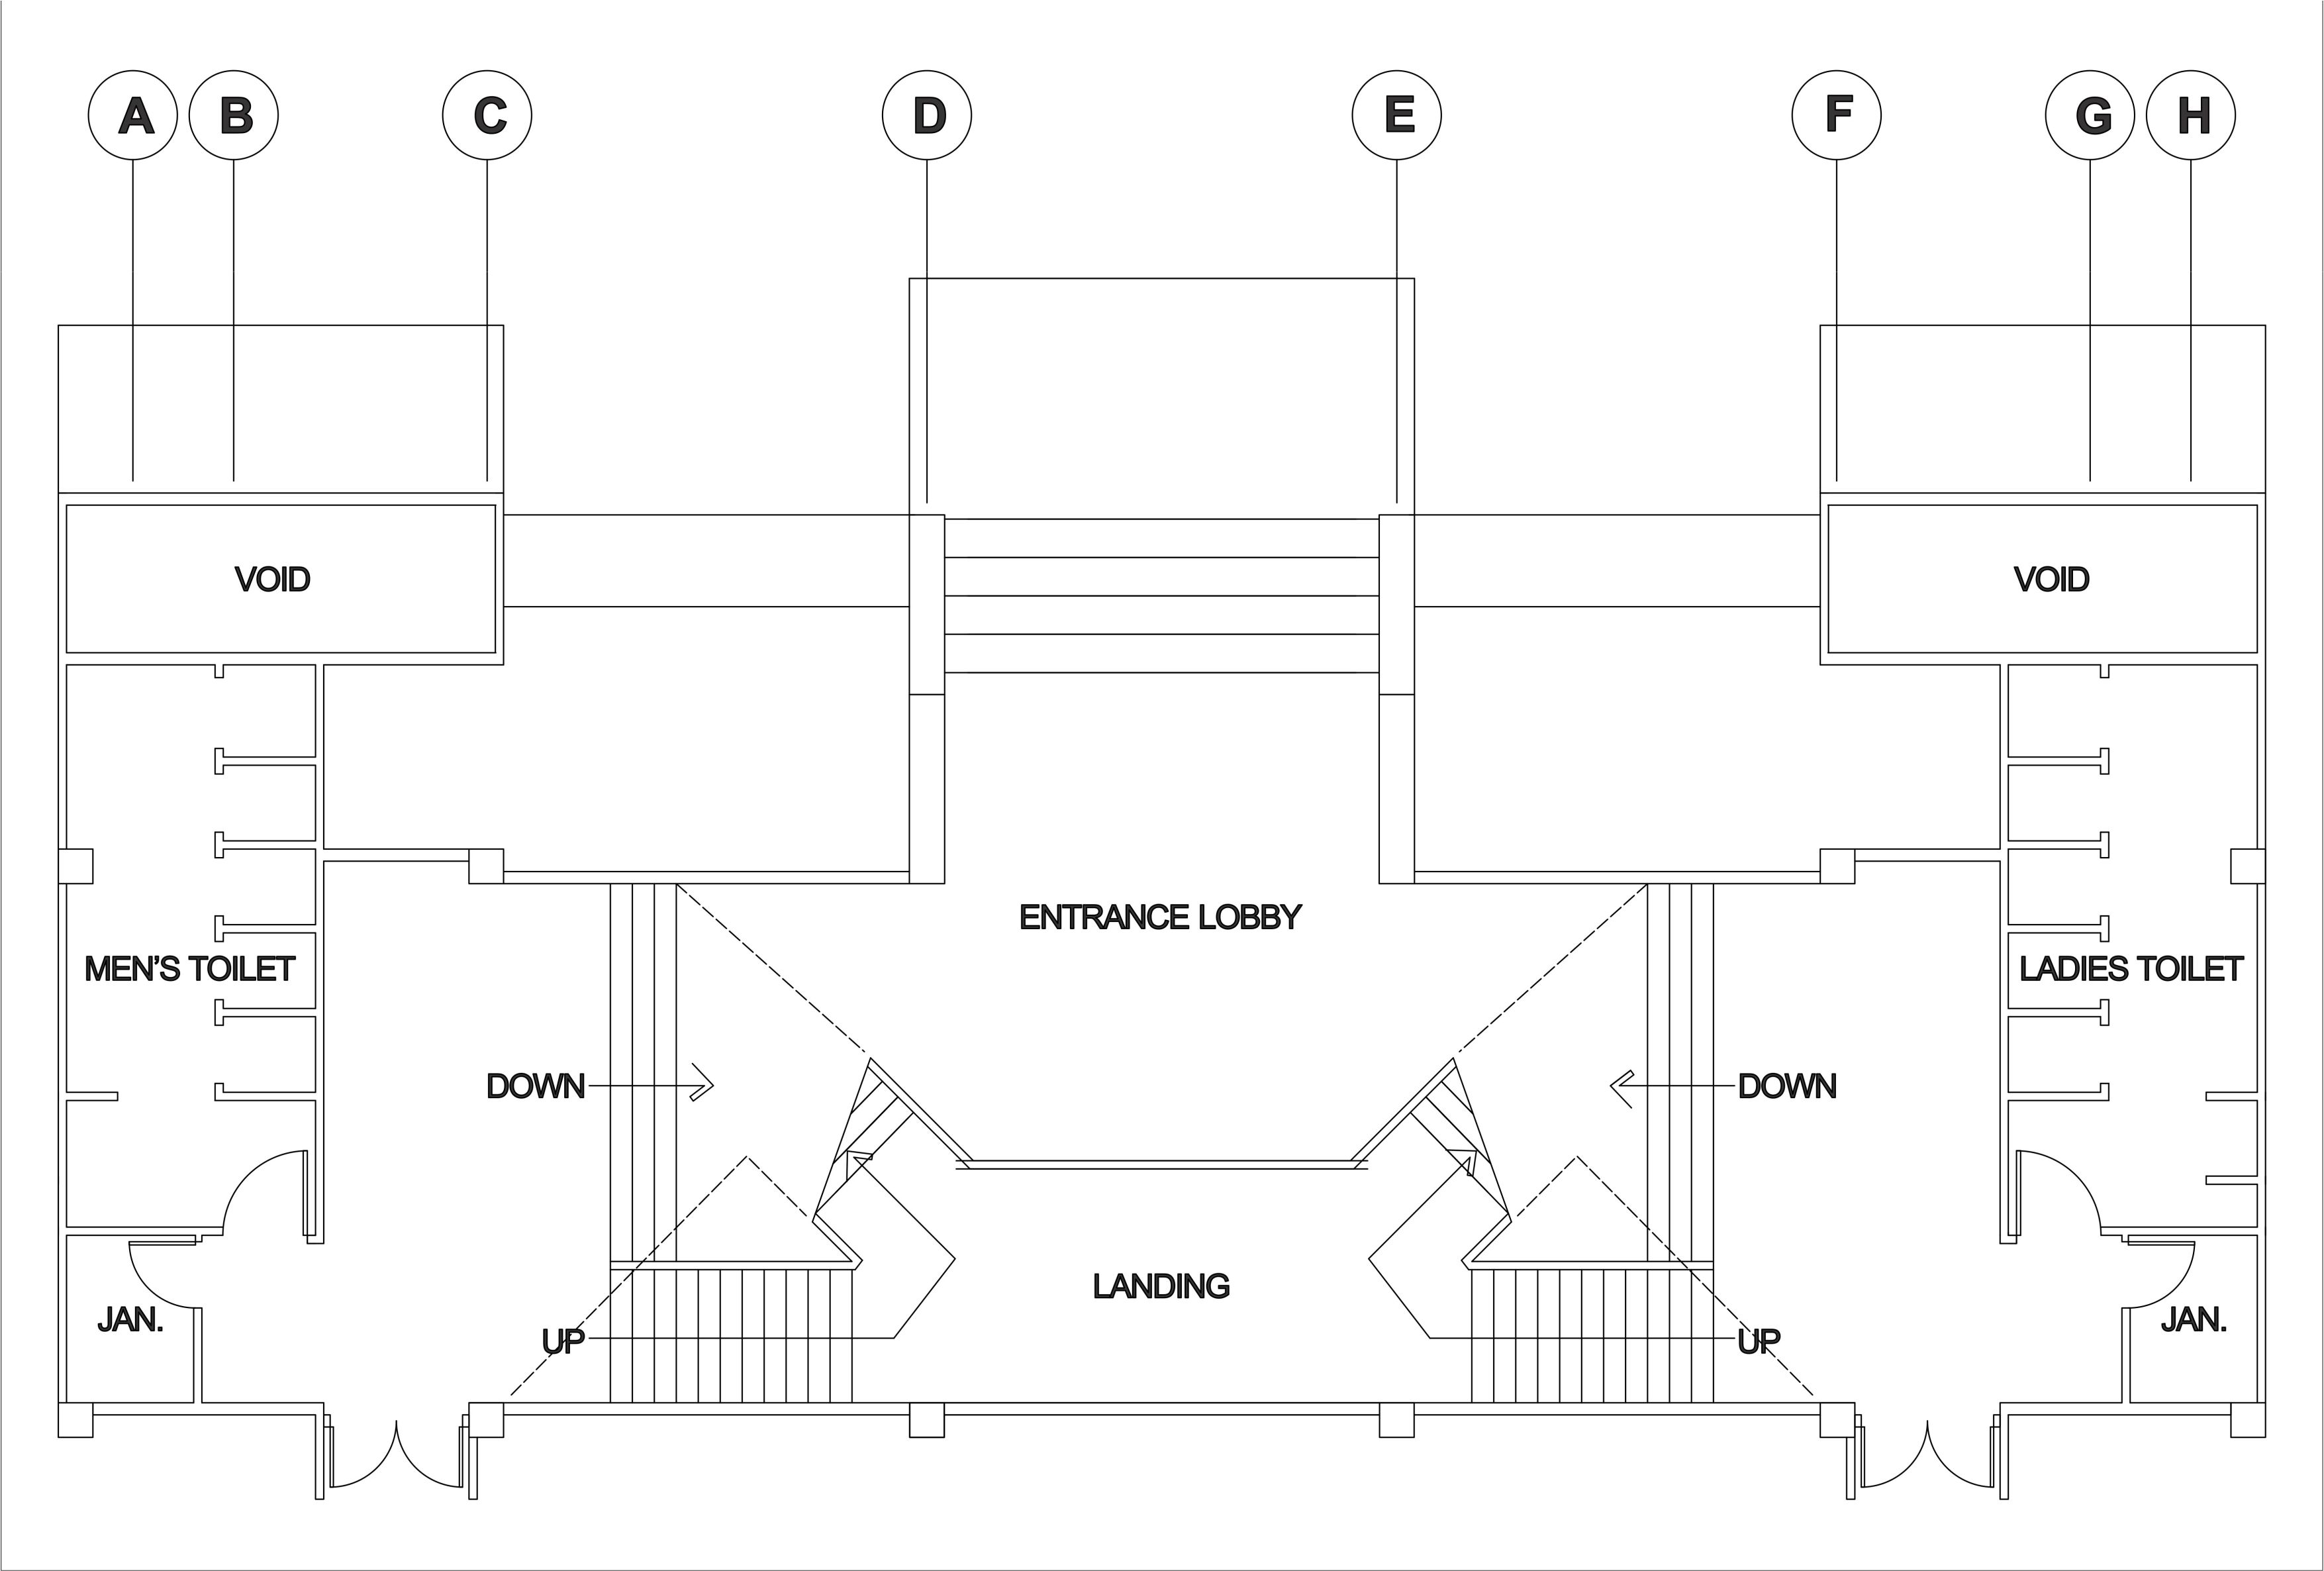 A B C D E F G H
VOID VOID
ENTRANCE LOBBY
MEN'S TOILET LADIES TOILET
DOWN DOWN
LANDING
JAN. JAN.
UP UP